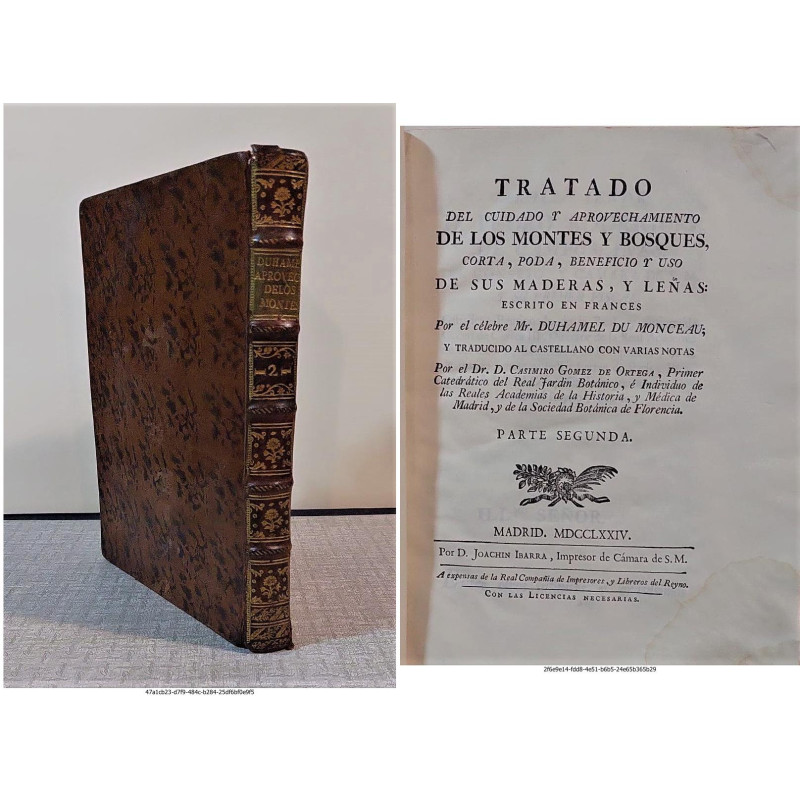 DUHAME
APROVEC
DELOS
MONTES
2
TRATADO
DEL CUIDADO Y APROVECHAMIENTO
DE LOS MONTES Y BOSQUES,
CORTA, PODA, BENEFICIO Y USO
DE SUS MADERAS, Y LEÑAS:
ESCRITO EN FRANCES
Por el célebre Mr. DUHAMEL DU MONCEAU;
Y TRADUCIDO AL CASTELLANO CON VARIAS NOTAS
Por el Dr. D. CASIMIRO GOMEZ DE ORTEGA, Primer
Catedrático del Real Jardin Botánico, é Individuo de
las Reales Academias de la Historia, y Médica de
Madrid, y de la Sociedad Botánica de Florencia.
PARTE SEGUNDA.
MADRID. MDCCLXXIV.
Por D. JOACHIN IBARRA, Impresor de Cámara de S. M.
A expensas de la Real Compañia de Impresores, y Libreros del Reyno.
CON LAS LICENCIAS NECESARIAS.
47a1cb23-d7f9-484c-b284-25df6bf0e9f5
2f6e9e14-fdd8-4e51-b6b5-24e65b365b29